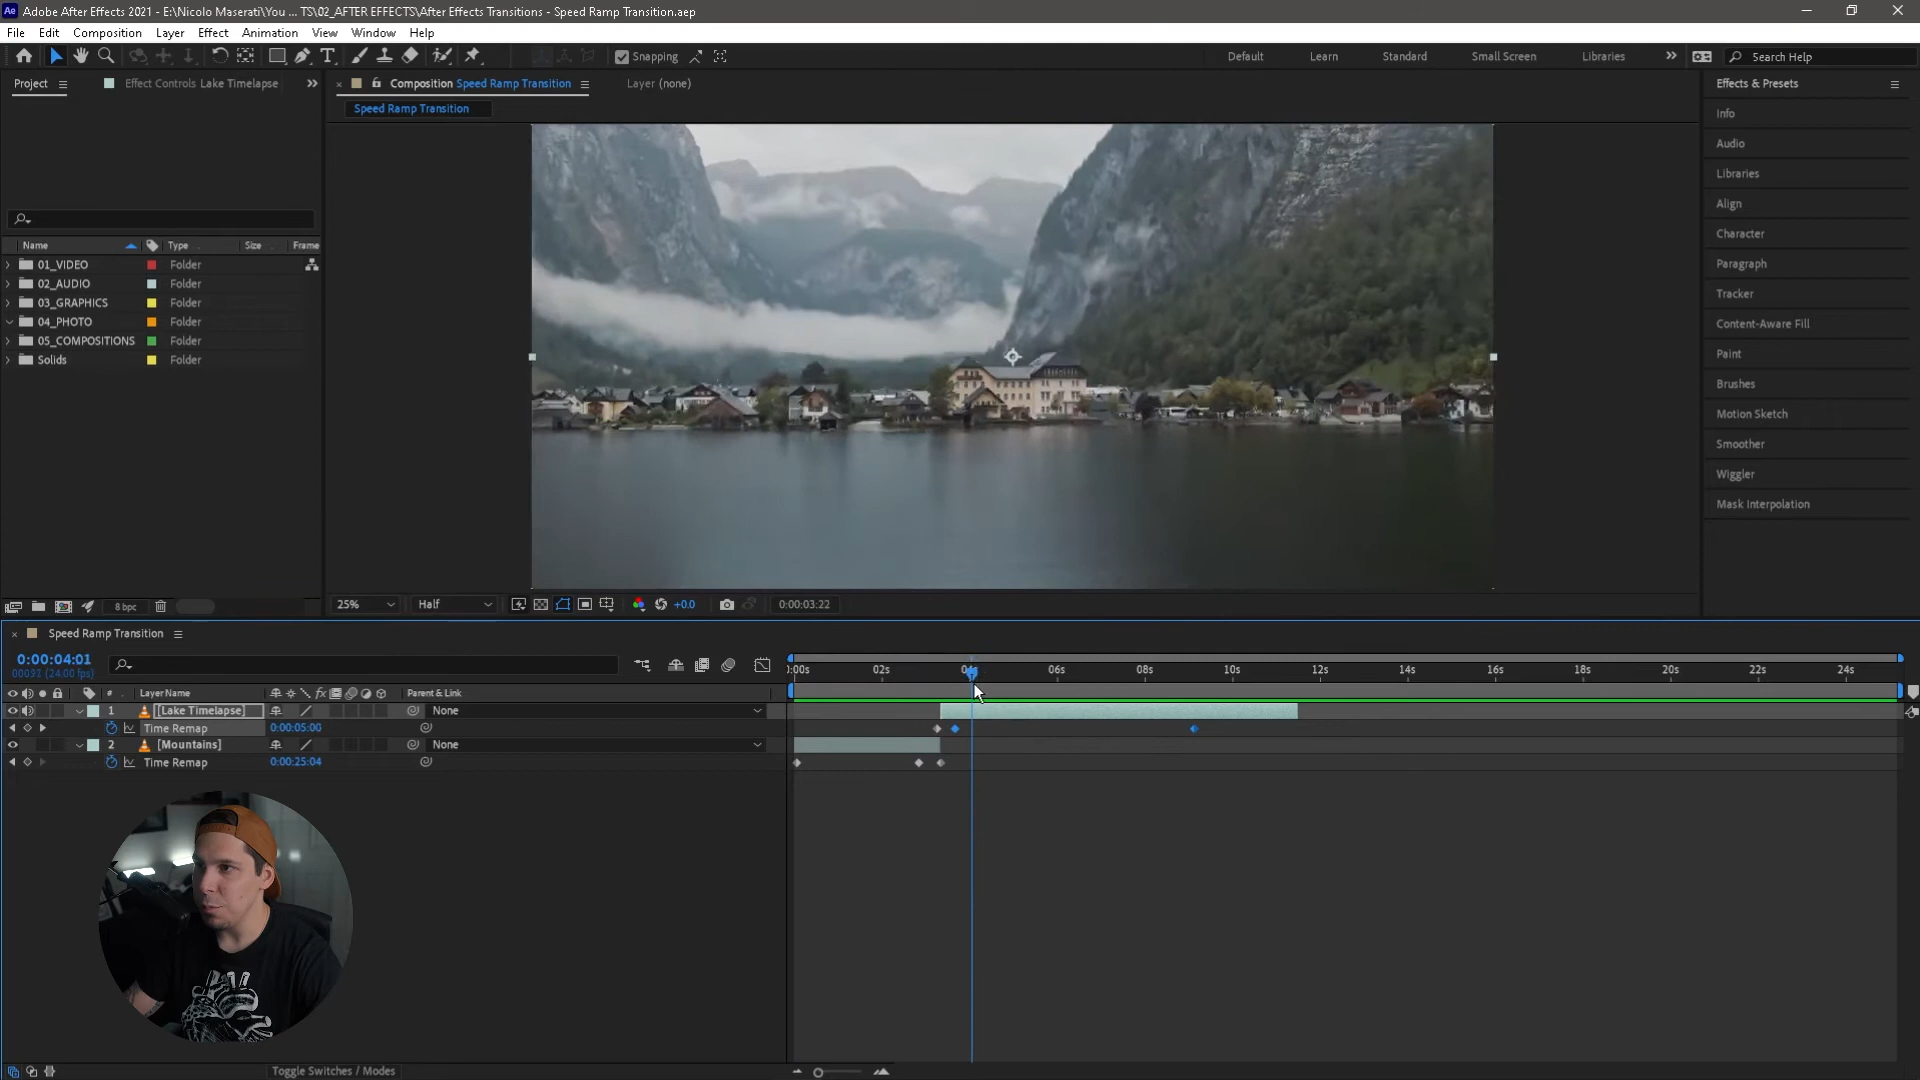 Ae Adobe After Effects 2021 - E:\Nicolo Maserati\You ... TS\02_AFTER EFFECTS\After Effects Transitions - Speed Ramp Transition.aep
File Edit Composition Layer Effect Animation View Window Help
Snapping Default Learn Standard Small Screen Libraries Search Help
Project Effect Controls Lake Timelapse Composition Speed Ramp Transition Layer (none) Effects & Presets
Speed Ramp Transition
Info
Audio
Libraries
Align
Character
Paragraph
Tracker
Content-Aware Fill
Paint
Brushes
Motion Sketch
Smoother
Wiggler
Mask Interpolation
Name Type Size Frame
01_VIDEO Folder
02_AUDIO Folder
03_GRAPHICS Folder
04_PHOTO Folder
05_COMPOSITIONS Folder
Solids Folder
8 bpc 25% Half +0.0 0:00:03:22
Speed Ramp Transition
0:00:04:01
00097 (24.00 fps)
:00s 02s 04s 06s 08s 10s 12s 14s 16s 18s 20s 22s 24s
# Layer Name fx Parent & Link
1 [Lake Timelapse] None
Time Remap 0:00:05:00
2 [Mountains] None
Time Remap 0:00:25:04
Toggle Switches / Modes